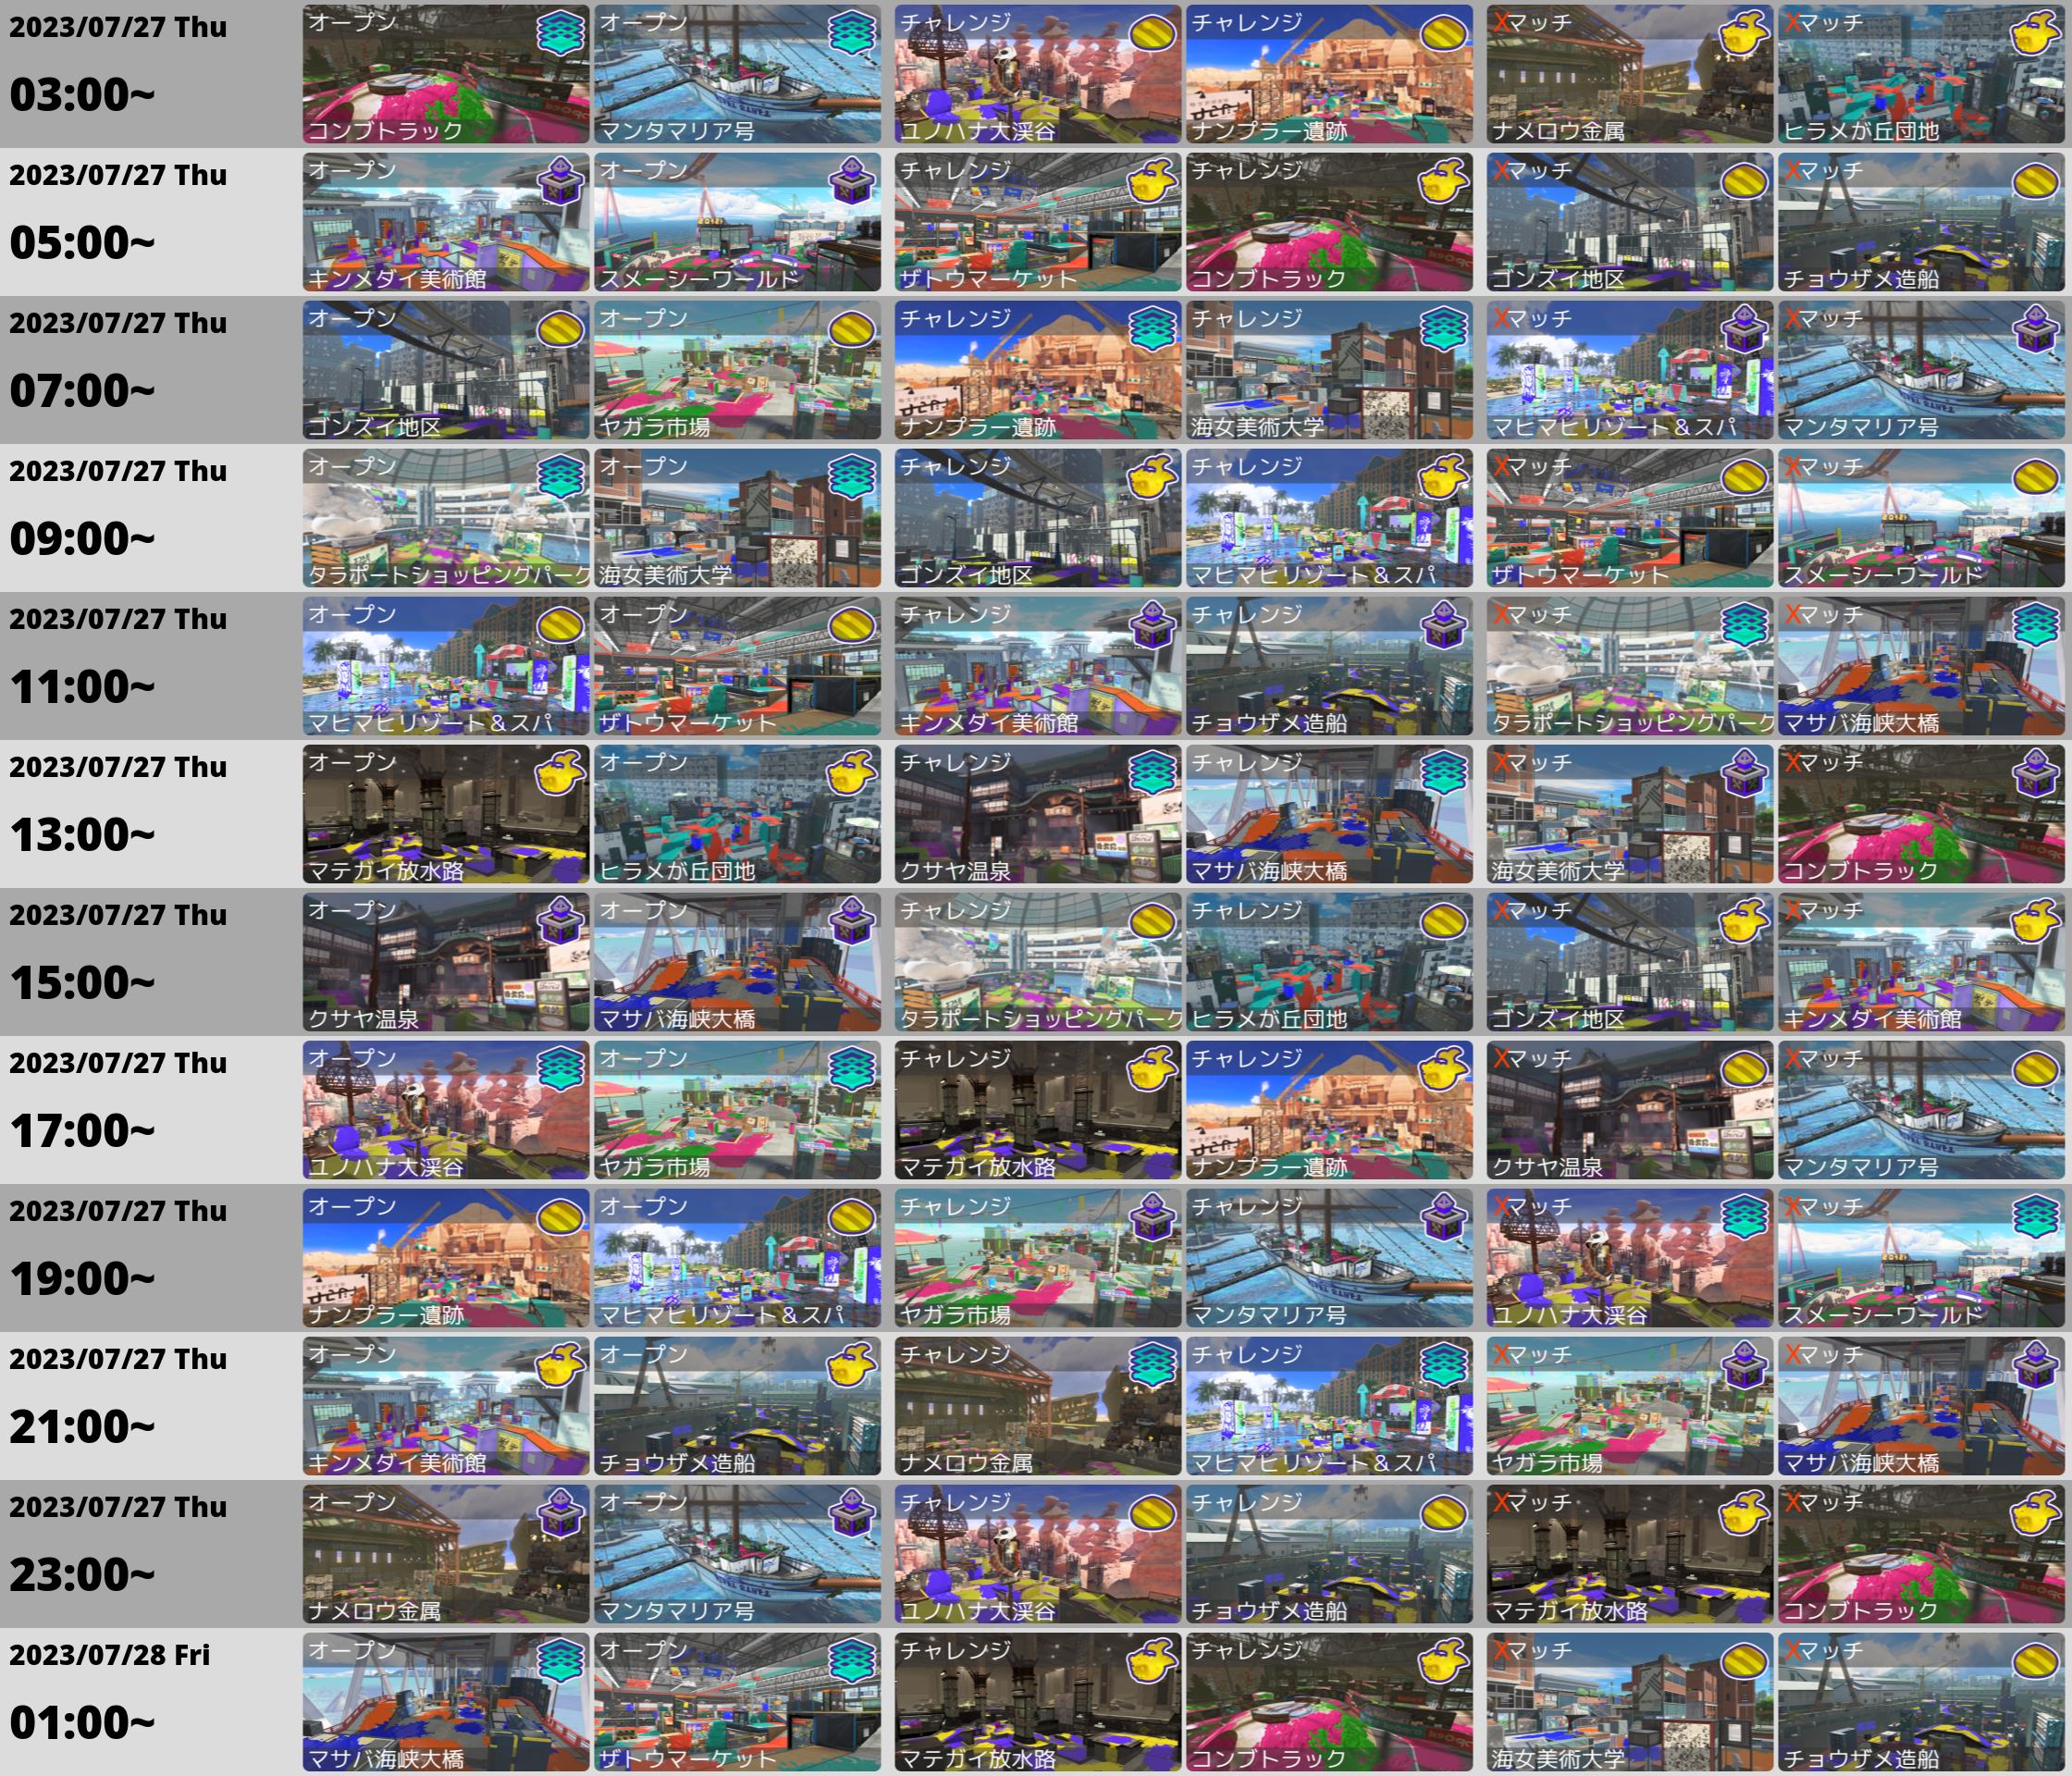 2023/07/27 Thu
03:00~
オープン
オープン
チャレンジ
チャレンジ
Xマッチ
Xマッチ
コンブトラック
マンタマリア号
ユノハナ大渓谷
ナンプラー遺跡
ナメロウ金属
ヒラメが丘団地
2023/07/27 Thu
05:00~
オープン
オープン
チャレンジ
チャレンジ
Xマッチ
Xマッチ
キンメダイ美術館
スメーシーワールド
ザトウマーケット
コンブトラック
ゴンズイ地区
チョウザメ造船
2023/07/27 Thu
07:00~
オープン
オープン
チャレンジ
チャレンジ
Xマッチ
Xマッチ
ゴンズイ地区
ヤガラ市場
ナンプラー遺跡
海女美術大学
マヒマヒリゾート＆スパ
マンタマリア号
2023/07/27 Thu
09:00~
オープン
オープン
チャレンジ
チャレンジ
Xマッチ
Xマッチ
タラポートショッピングパーク
海女美術大学
ゴンズイ地区
マヒマヒリゾート＆スパ
ザトウマーケット
スメーシーワールド
2023/07/27 Thu
11:00~
オープン
オープン
チャレンジ
チャレンジ
Xマッチ
Xマッチ
マヒマヒリゾート＆スパ
ザトウマーケット
キンメダイ美術館
チョウザメ造船
タラポートショッピングパーク
マサバ海峡大橋
2023/07/27 Thu
13:00~
オープン
オープン
チャレンジ
チャレンジ
Xマッチ
Xマッチ
マテガイ放水路
ヒラメが丘団地
クサヤ温泉
マサバ海峡大橋
海女美術大学
コンブトラック
2023/07/27 Thu
15:00~
オープン
オープン
チャレンジ
チャレンジ
Xマッチ
Xマッチ
クサヤ温泉
マサバ海峡大橋
タラポートショッピングパーク
ヒラメが丘団地
ゴンズイ地区
キンメダイ美術館
2023/07/27 Thu
17:00~
オープン
オープン
チャレンジ
チャレンジ
Xマッチ
Xマッチ
ユノハナ大渓谷
ヤガラ市場
マテガイ放水路
ナンプラー遺跡
クサヤ温泉
マンタマリア号
2023/07/27 Thu
19:00~
オープン
オープン
チャレンジ
チャレンジ
Xマッチ
Xマッチ
ナンプラー遺跡
マヒマヒリゾート＆スパ
ヤガラ市場
マンタマリア号
ユノハナ大渓谷
スメーシーワールド
2023/07/27 Thu
21:00~
オープン
オープン
チャレンジ
チャレンジ
Xマッチ
Xマッチ
キンメダイ美術館
チョウザメ造船
ナメロウ金属
マヒマヒリゾート＆スパ
ヤガラ市場
マサバ海峡大橋
2023/07/27 Thu
23:00~
オープン
オープン
チャレンジ
チャレンジ
Xマッチ
Xマッチ
ナメロウ金属
マンタマリア号
ユノハナ大渓谷
チョウザメ造船
マテガイ放水路
コンブトラック
2023/07/28 Fri
01:00~
オープン
オープン
チャレンジ
チャレンジ
Xマッチ
Xマッチ
マサバ海峡大橋
ザトウマーケット
マテガイ放水路
コンブトラック
海女美術大学
チョウザメ造船